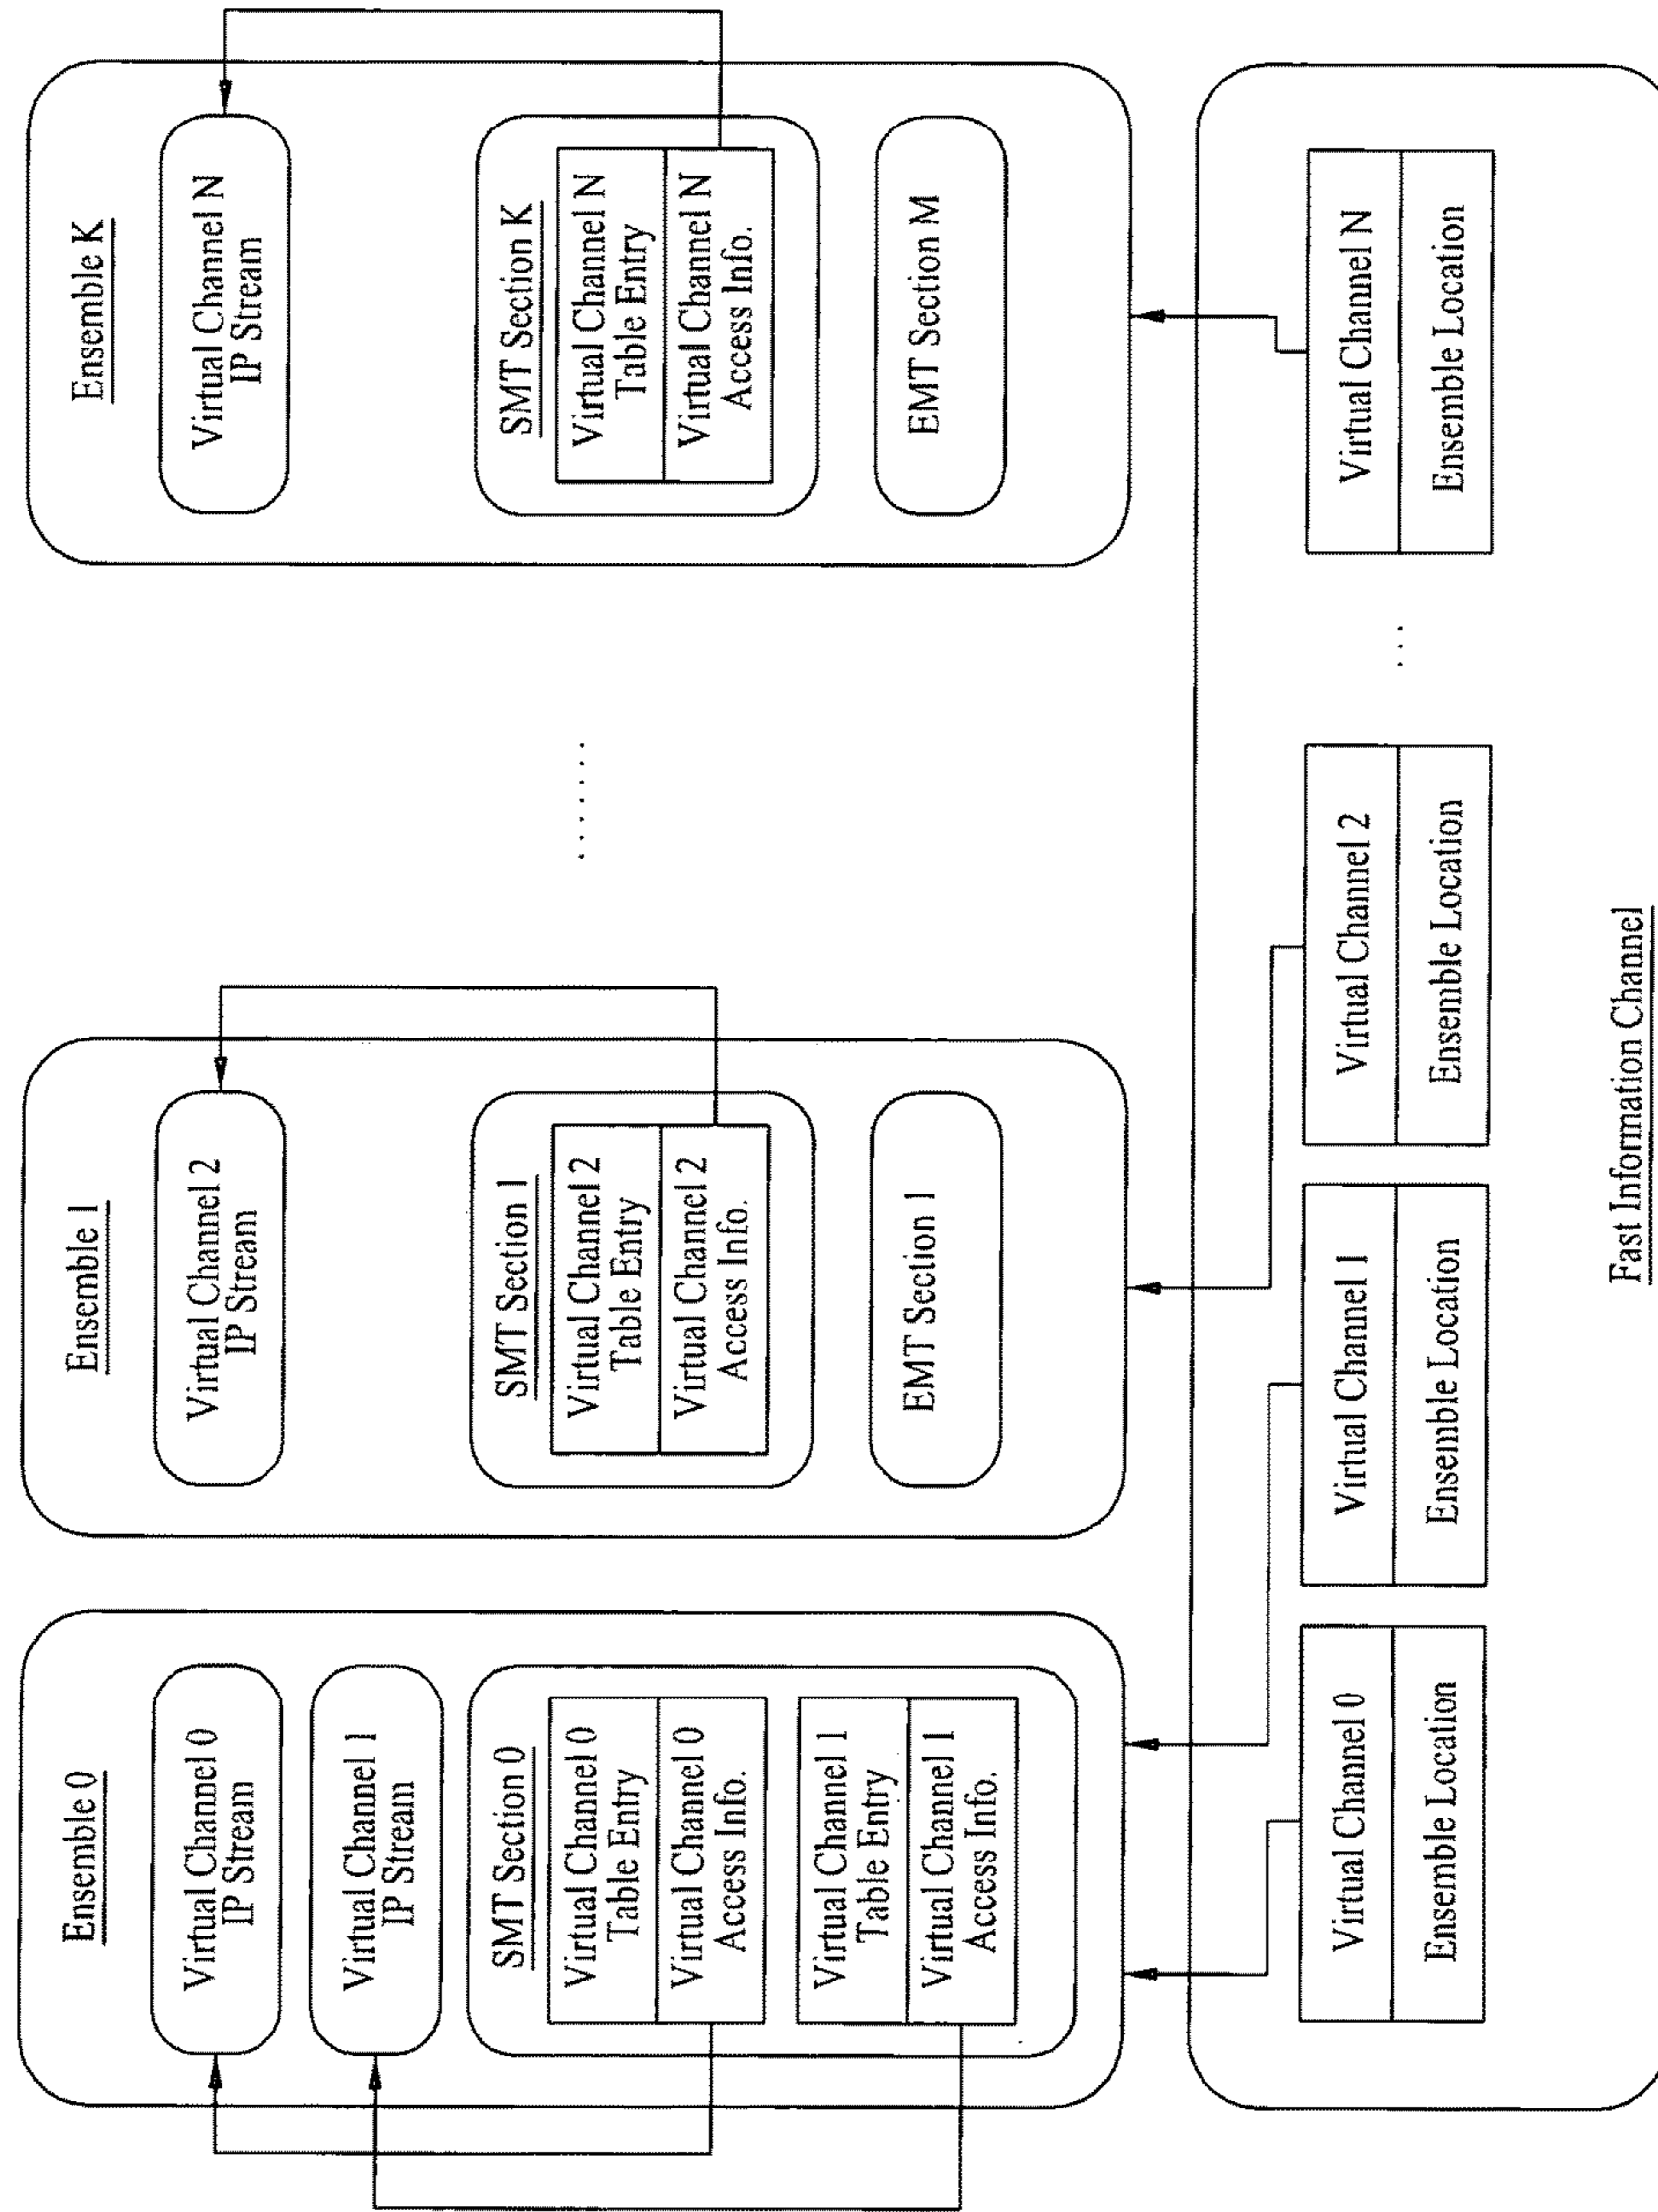 Ensemble 0
Virtual Channel 0
IP Stream
Virtual Channel 1
IP Stream
SMT Section 0
Virtual Channel 0
Table Entry
Virtual Channel 0
Access Info.
Virtual Channel 1
Table Entry
Virtual Channel 1
Access Info.
Ensemble 1
Virtual Channel 2
IP Stream
SMT Section 1
Virtual Channel 2
Table Entry
Virtual Channel 2
Access Info.
EMT Section 1
........
Ensemble K
Virtual Channel N
IP Stream
SMT Section K
Virtual Channel N
Table Entry
Virtual Channel N
Access Info.
EMT Section M
Virtual Channel 0
Ensemble Location
Virtual Channel 1
Ensemble Location
Virtual Channel 2
Ensemble Location
...
Virtual Channel N
Ensemble Location
Fast Information Channel